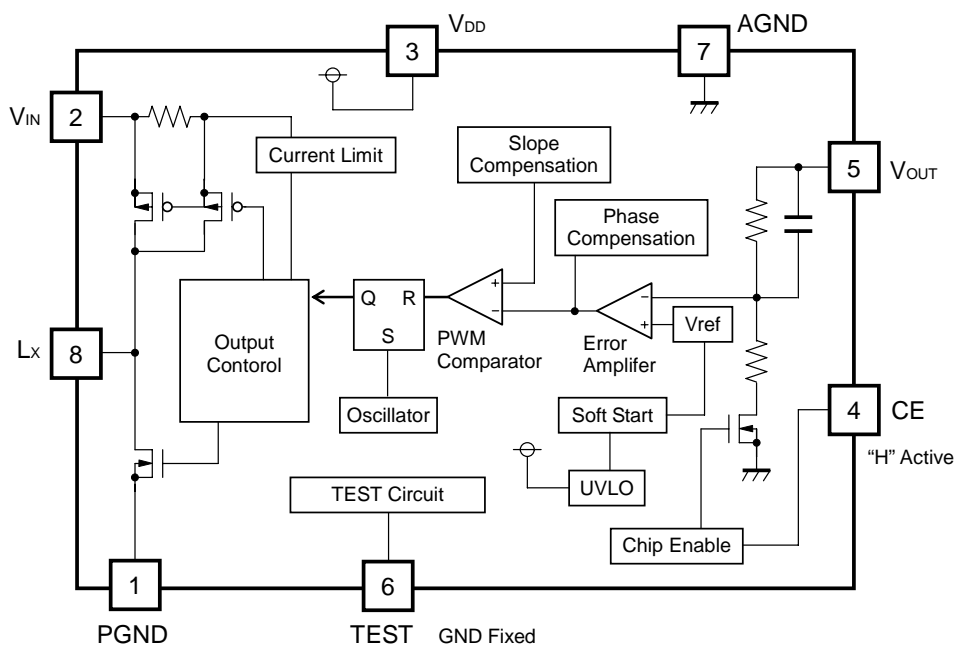 VDD
AGND
3
7
VIN
2
Current Limit
Slope
Compensation
5
VOUT
Phase
Compensation
+
−
Q
R
S
−
+
Vref
LX
8
Output
Contorol
PWM
Comparator
Error
Amplifer
Oscillator
Soft Start
4
CE
"H" Active
TEST Circuit
UVLO
Chip Enable
1
6
PGND
TEST
GND Fixed